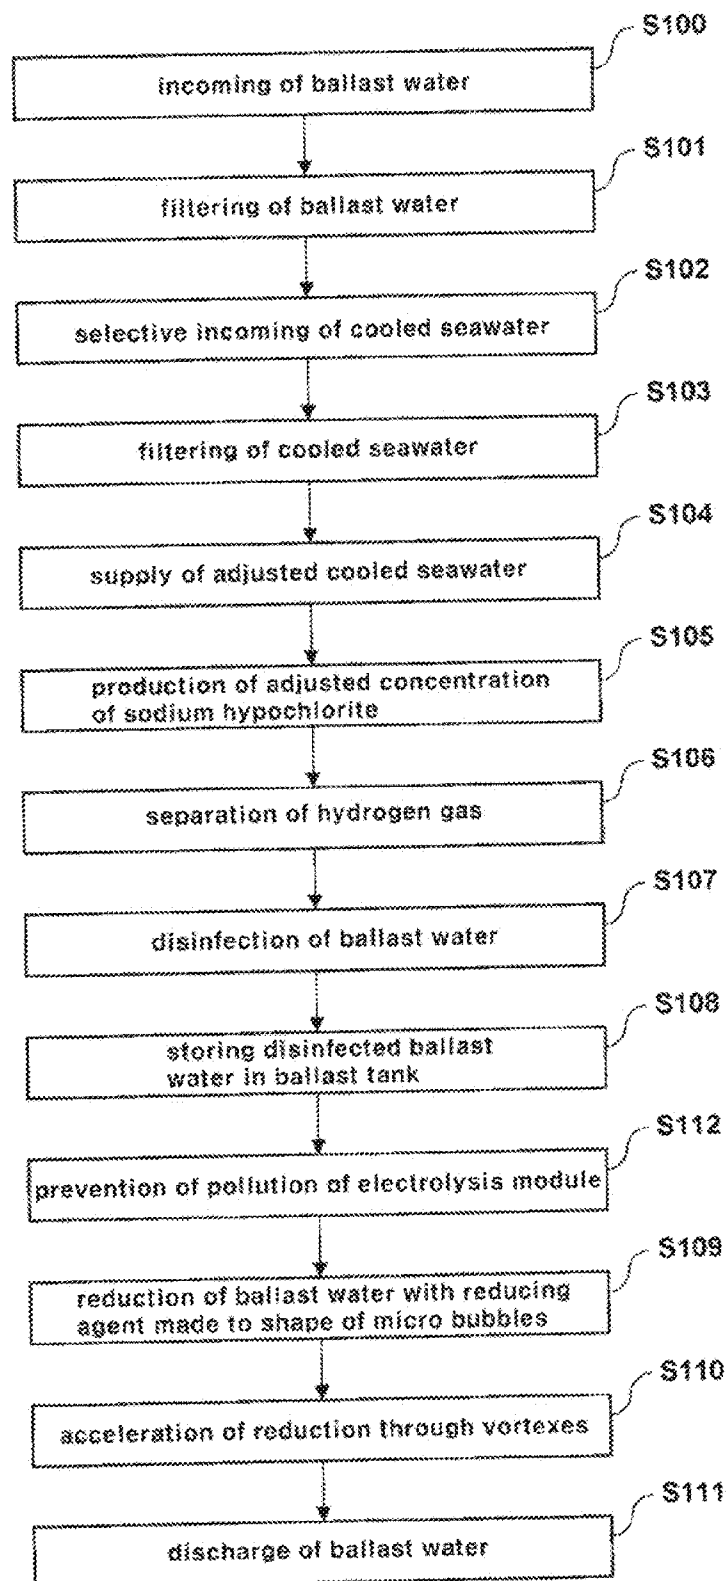 S100
incoming of ballast water
S101
filtering of ballast water
S102
selective incoming of cooled seawater
S103
filtering of cooled seawater
S104
supply of adjusted cooled seawater
S105
production of adjusted concentration
of sodium hypochlorite
S106
separation of hydrogen gas
S107
disinfection of ballast water
S108
storing disinfected ballast
water in ballast tank
S112
prevention of pollution of electrolysis module
S109
reduction of ballast water with reducing
agent made to shape of micro bubbles
S110
acceleration of reduction through vortexes
S111
discharge of ballast water